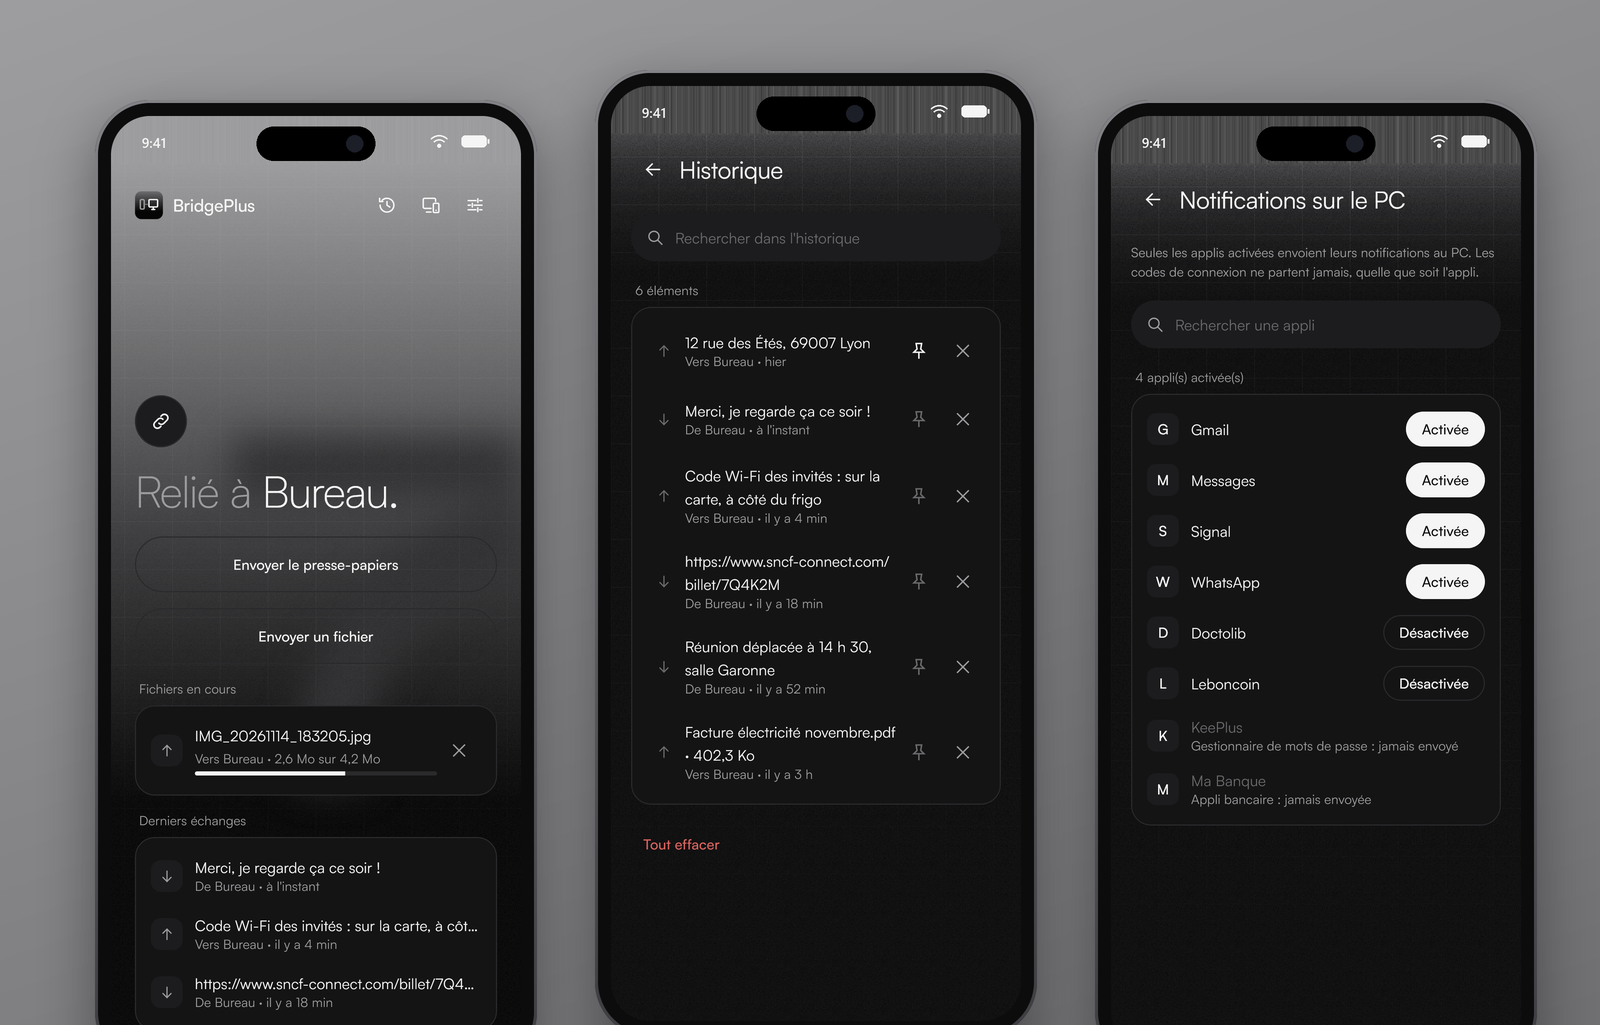 9:41
BridgePlus
Relié à Bureau.
Envoyer le presse-papiers
Envoyer un fichier
Fichiers en cours
IMG_20261114_183205.jpg
Vers Bureau · 2,6 Mo sur 4,2 Mo
Derniers échanges
Merci, je regarde ça ce soir !
De Bureau · à l'instant
Code Wi-Fi des invités : sur la carte, à côt...
Vers Bureau · il y a 4 min
https://www.sncf-connect.com/billet/7Q4...
De Bureau · il y a 18 min
9:41
Historique
Rechercher dans l'historique
6 éléments
12 rue des Étés, 69007 Lyon
Vers Bureau · hier
Merci, je regarde ça ce soir !
De Bureau · à l'instant
Code Wi-Fi des invités : sur la
carte, à côté du frigo
Vers Bureau · il y a 4 min
https://www.sncf-connect.com/
billet/7Q4K2M
De Bureau · il y a 18 min
Réunion déplacée à 14 h 30,
salle Garonne
De Bureau · il y a 52 min
Facture électricité novembre.pdf
· 402,3 Ko
Vers Bureau · il y a 3 h
Tout effacer
9:41
Notifications sur le PC
Seules les applis activées envoient leurs notifications au PC. Les
codes de connexion ne partent jamais, quelle que soit l'appli.
Rechercher une appli
4 appli(s) activée(s)
G Gmail Activée
M Messages Activée
S Signal Activée
W WhatsApp Activée
D Doctolib Désactivée
L Leboncoin Désactivée
K KeePlus
Gestionnaire de mots de passe : jamais envoyé
M Ma Banque
Appli bancaire : jamais envoyée